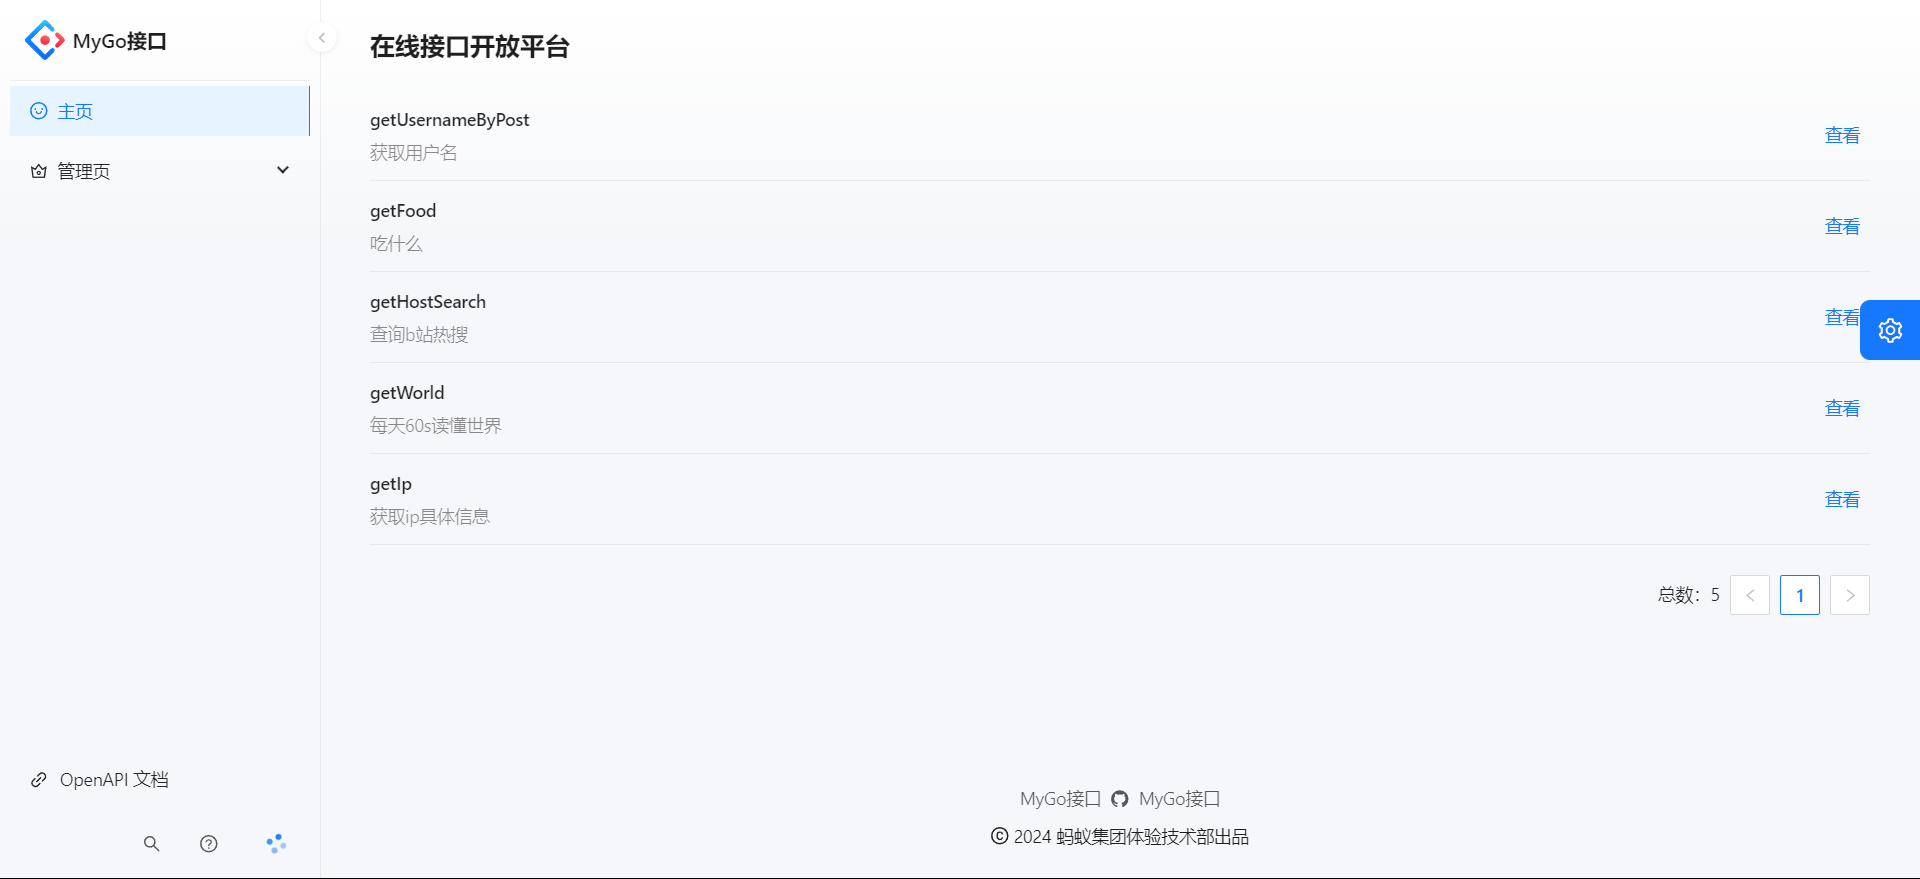 MyGo接口
主页
管理页
OpenAPI 文档
在线接口开放平台
getUsernameByPost
获取用户名
查看
getFood
吃什么
查看
getHostSearch
查询b站热搜
查看
getWorld
每天60s读懂世界
查看
getIp
获取ip具体信息
查看
总数：5 < 1 >
MyGo接口 MyGo接口
© 2024 蚂蚁集团体验技术部出品